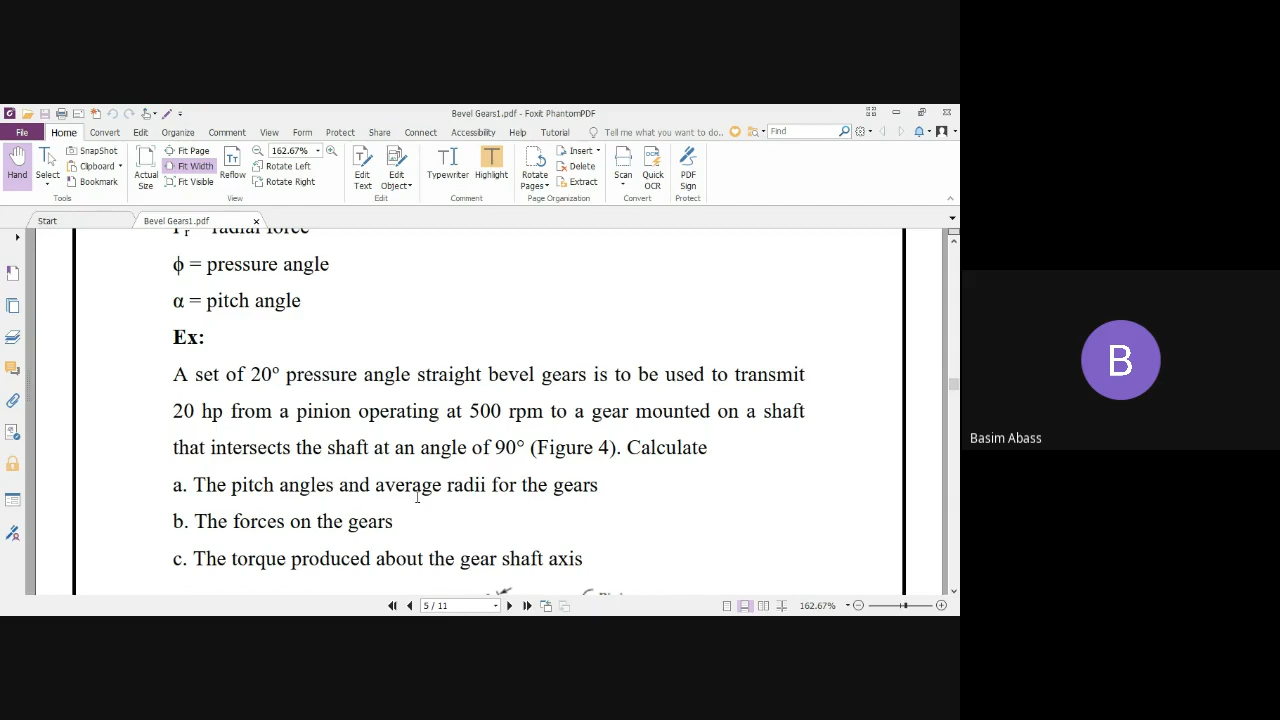 Bevel Gears1.pdf - Foxit PhantomPDF
File Home Convert Edit Organize Comment View Form Protect Share Connect Accessibility Help Tutorial Tell me what you want to do.. Find
Hand
Select
SnapShot
Clipboard
Bookmark
Actual Size
Fit Page
Fit Width
Fit Visible
Reflow
162.67%
Rotate Left
Rotate Right
Edit Text
Edit Object
Typewriter
Highlight
Rotate Pages
Insert
Delete
Extract
Scan
Quick OCR
PDF Sign
Tools View Edit Comment Page Organization Convert Protect
Start Bevel Gears1.pdf
radial force
ϕ = pressure angle
α = pitch angle
Ex:
A set of 20° pressure angle straight bevel gears is to be used to transmit
20 hp from a pinion operating at 500 rpm to a gear mounted on a shaft
that intersects the shaft at an angle of 90° (Figure 4). Calculate
a. The pitch angles and average radii for the gears
b. The forces on the gears
c. The torque produced about the gear shaft axis
5 / 11 162.67%
B
Basim Abass